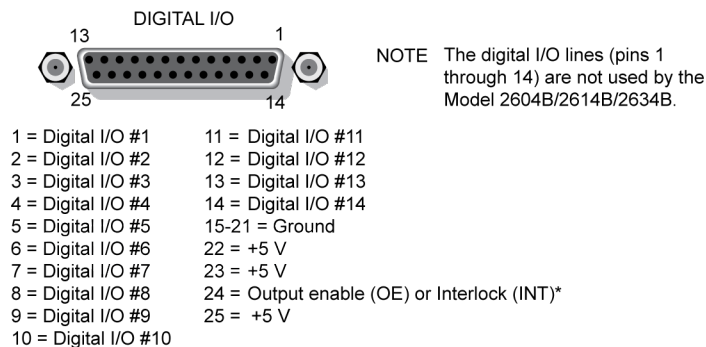 DIGITAL I/O
13 1
25 14
NOTE The digital I/O lines (pins 1
through 14) are not used by the
Model 2604B/2614B/2634B.
1 = Digital I/O #1
2 = Digital I/O #2
3 = Digital I/O #3
4 = Digital I/O #4
5 = Digital I/O #5
6 = Digital I/O #6
7 = Digital I/O #7
8 = Digital I/O #8
9 = Digital I/O #9
10 = Digital I/O #10
11 = Digital I/O #11
12 = Digital I/O #12
13 = Digital I/O #13
14 = Digital I/O #14
15-21 = Ground
22 = +5 V
23 = +5 V
24 = Output enable (OE) or Interlock (INT)*
25 = +5 V